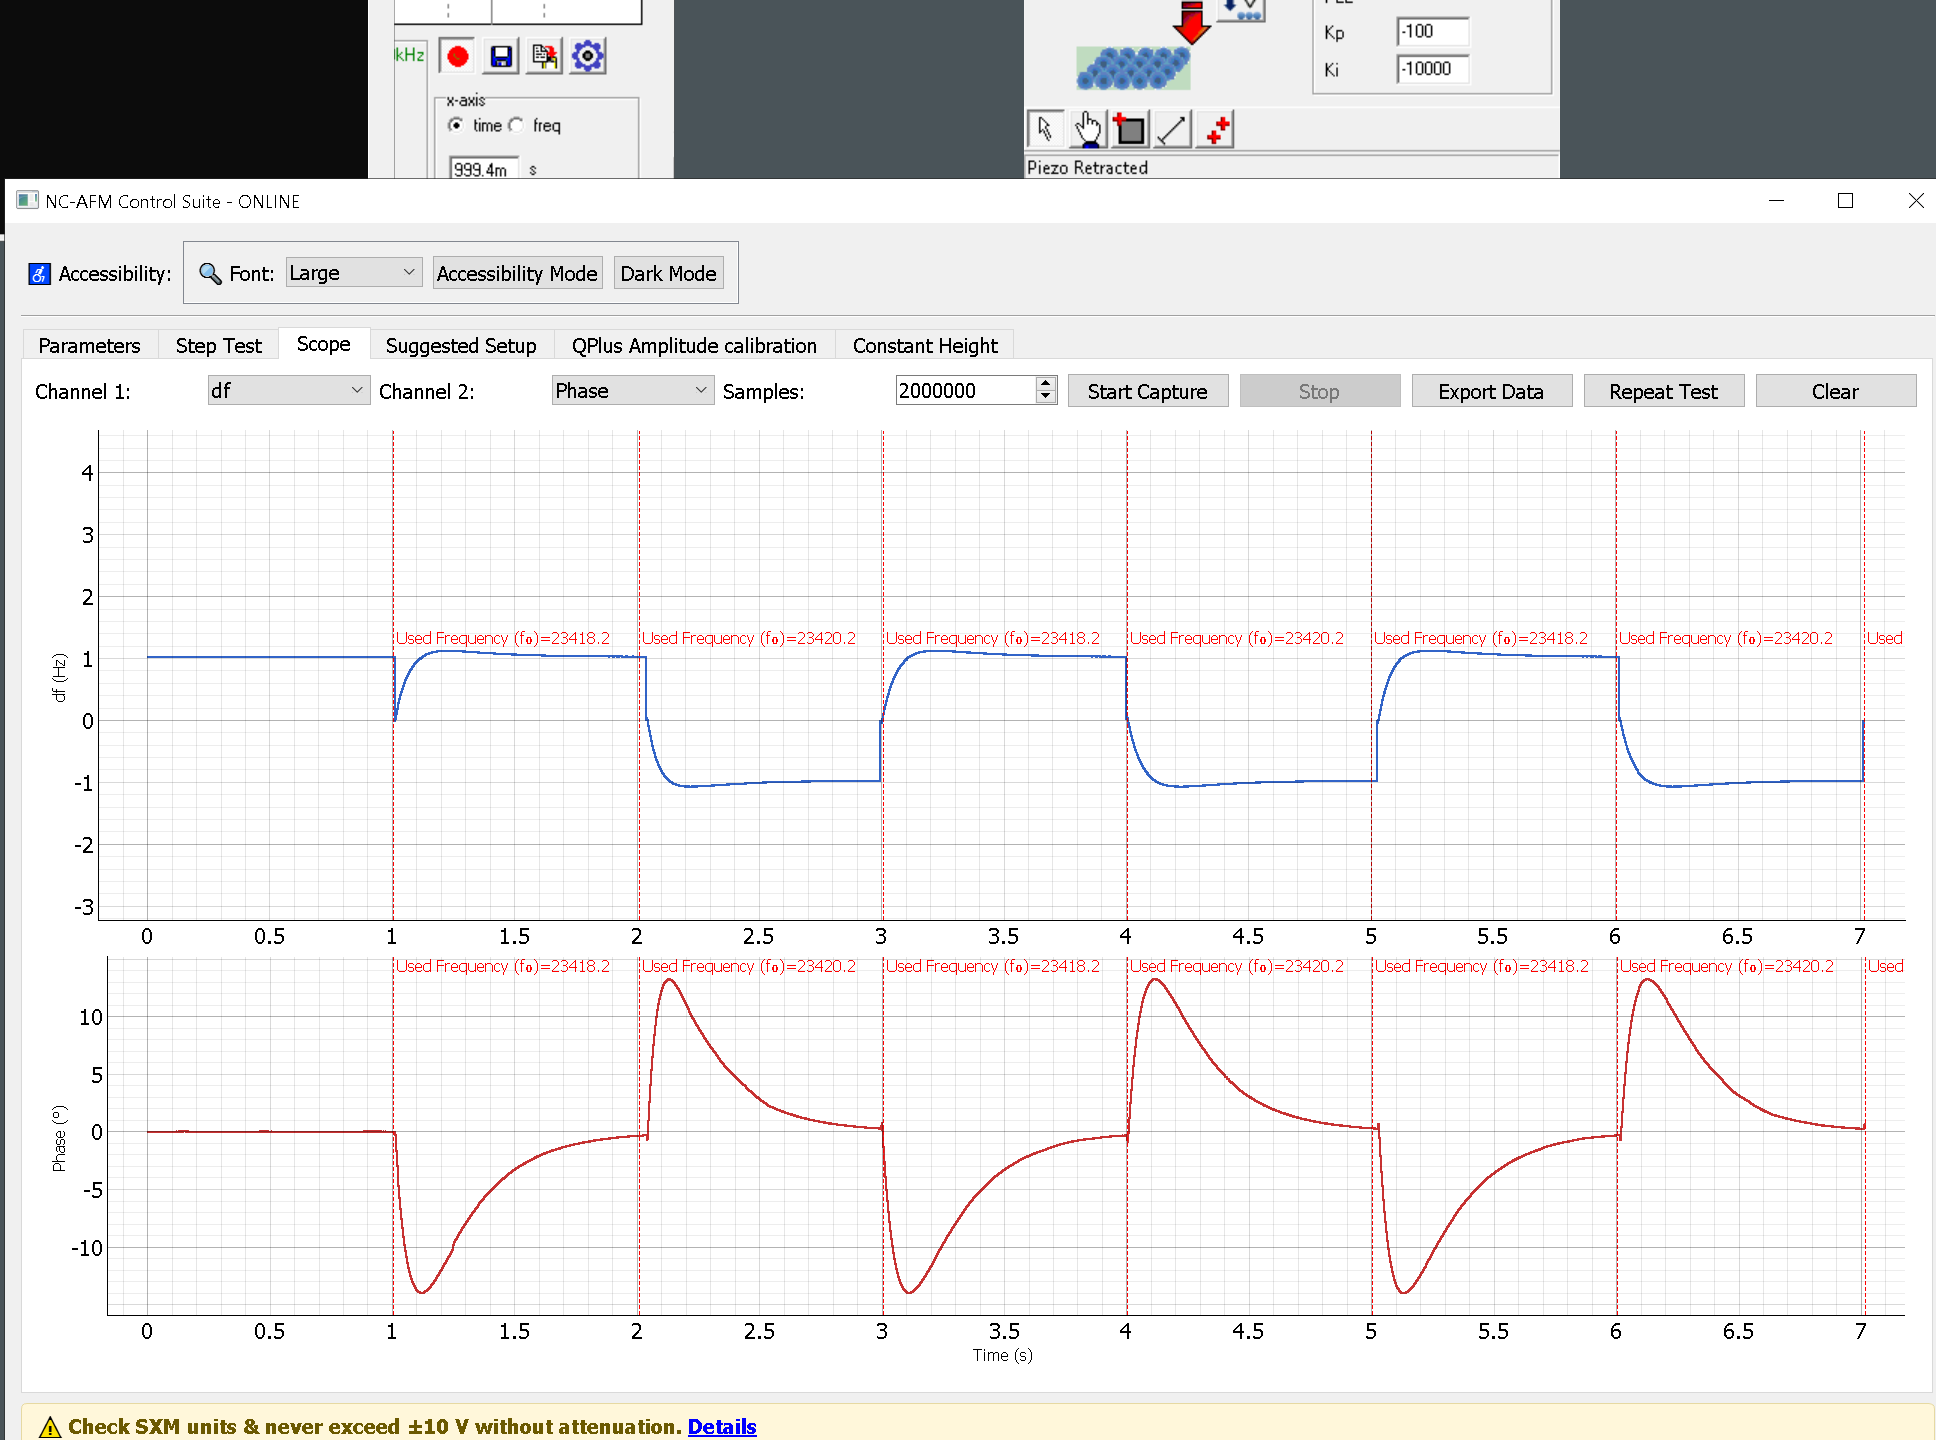 kHz
x-axis
time freq
999.4m s
Kp -100
Ki -10000
Piezo Retracted
NC-AFM Control Suite - ONLINE
Accessibility: Font: Large Accessibility Mode Dark Mode
Parameters Step Test Scope Suggested Setup QPlus Amplitude calibration Constant Height
Channel 1: df Channel 2: Phase Samples: 2000000 Start Capture Stop Export Data Repeat Test Clear
4
3
2
Used Frequency (f₀)=23418.2 Used Frequency (f₀)=23420.2 Used Frequency (f₀)=23418.2 Used Frequency (f₀)=23420.2 Used Frequency (f₀)=23418.2 Used Frequency (f₀)=23420.2 Used
1
df (Hz)
0
-1
-2
-3
0 0.5 1 1.5 2 2.5 3 3.5 4 4.5 5 5.5 6 6.5 7
Used Frequency (f₀)=23418.2 Used Frequency (f₀)=23420.2 Used Frequency (f₀)=23418.2 Used Frequency (f₀)=23420.2 Used Frequency (f₀)=23418.2 Used Frequency (f₀)=23420.2 Used
10
5
0
Phase (°)
-5
-10
0 0.5 1 1.5 2 2.5 3 3.5 4 4.5 5 5.5 6 6.5 7
Time (s)
Check SXM units & never exceed ±10 V without attenuation. Details